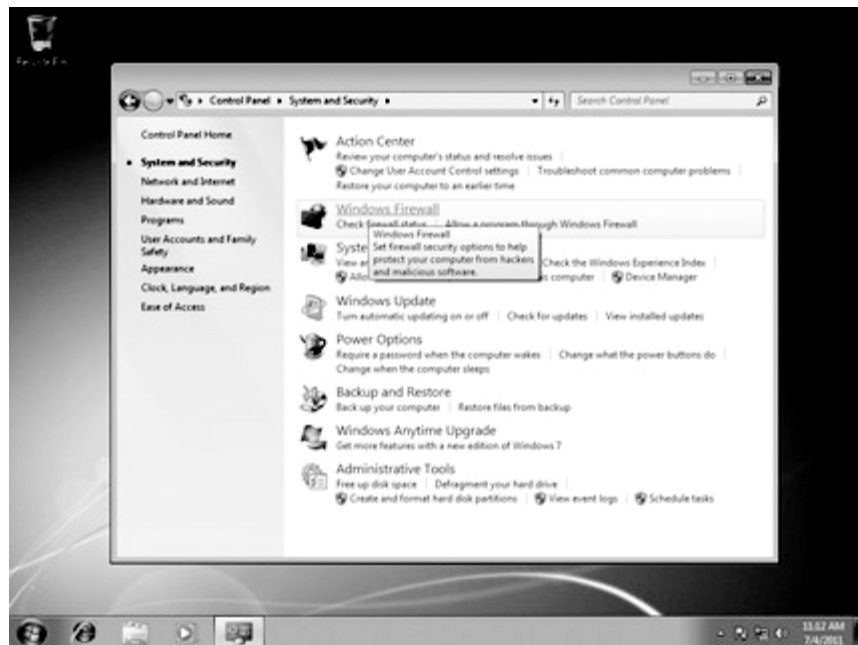 Control Panel ▸ System and Security ▸
Search Control Panel
Control Panel Home
System and Security
Network and Internet
Hardware and Sound
Programs
User Accounts and Family
Safety
Appearance
Clock, Language, and Region
Ease of Access
Action Center
Review your computer's status and resolve issues
Change User Account Control settings
Troubleshoot common computer problems
Restore your computer to an earlier time
Windows Firewall
Check firewall status
Allow a program through Windows Firewall
Windows Firewall
Set firewall security options to help
protect your computer from hackers
and malicious software.
Check the Windows Experience Index
computer
Device Manager
Windows Update
Turn automatic updating on or off
Check for updates
View installed updates
Power Options
Require a password when the computer wakes
Change what the power buttons do
Change when the computer sleeps
Backup and Restore
Back up your computer
Restore files from backup
Windows Anytime Upgrade
Get more features with a new edition of Windows 7
Administrative Tools
Free up disk space
Defragment your hard drive
Create and format hard disk partitions
View event logs
Schedule tasks
11:12 AM
7/4/2011